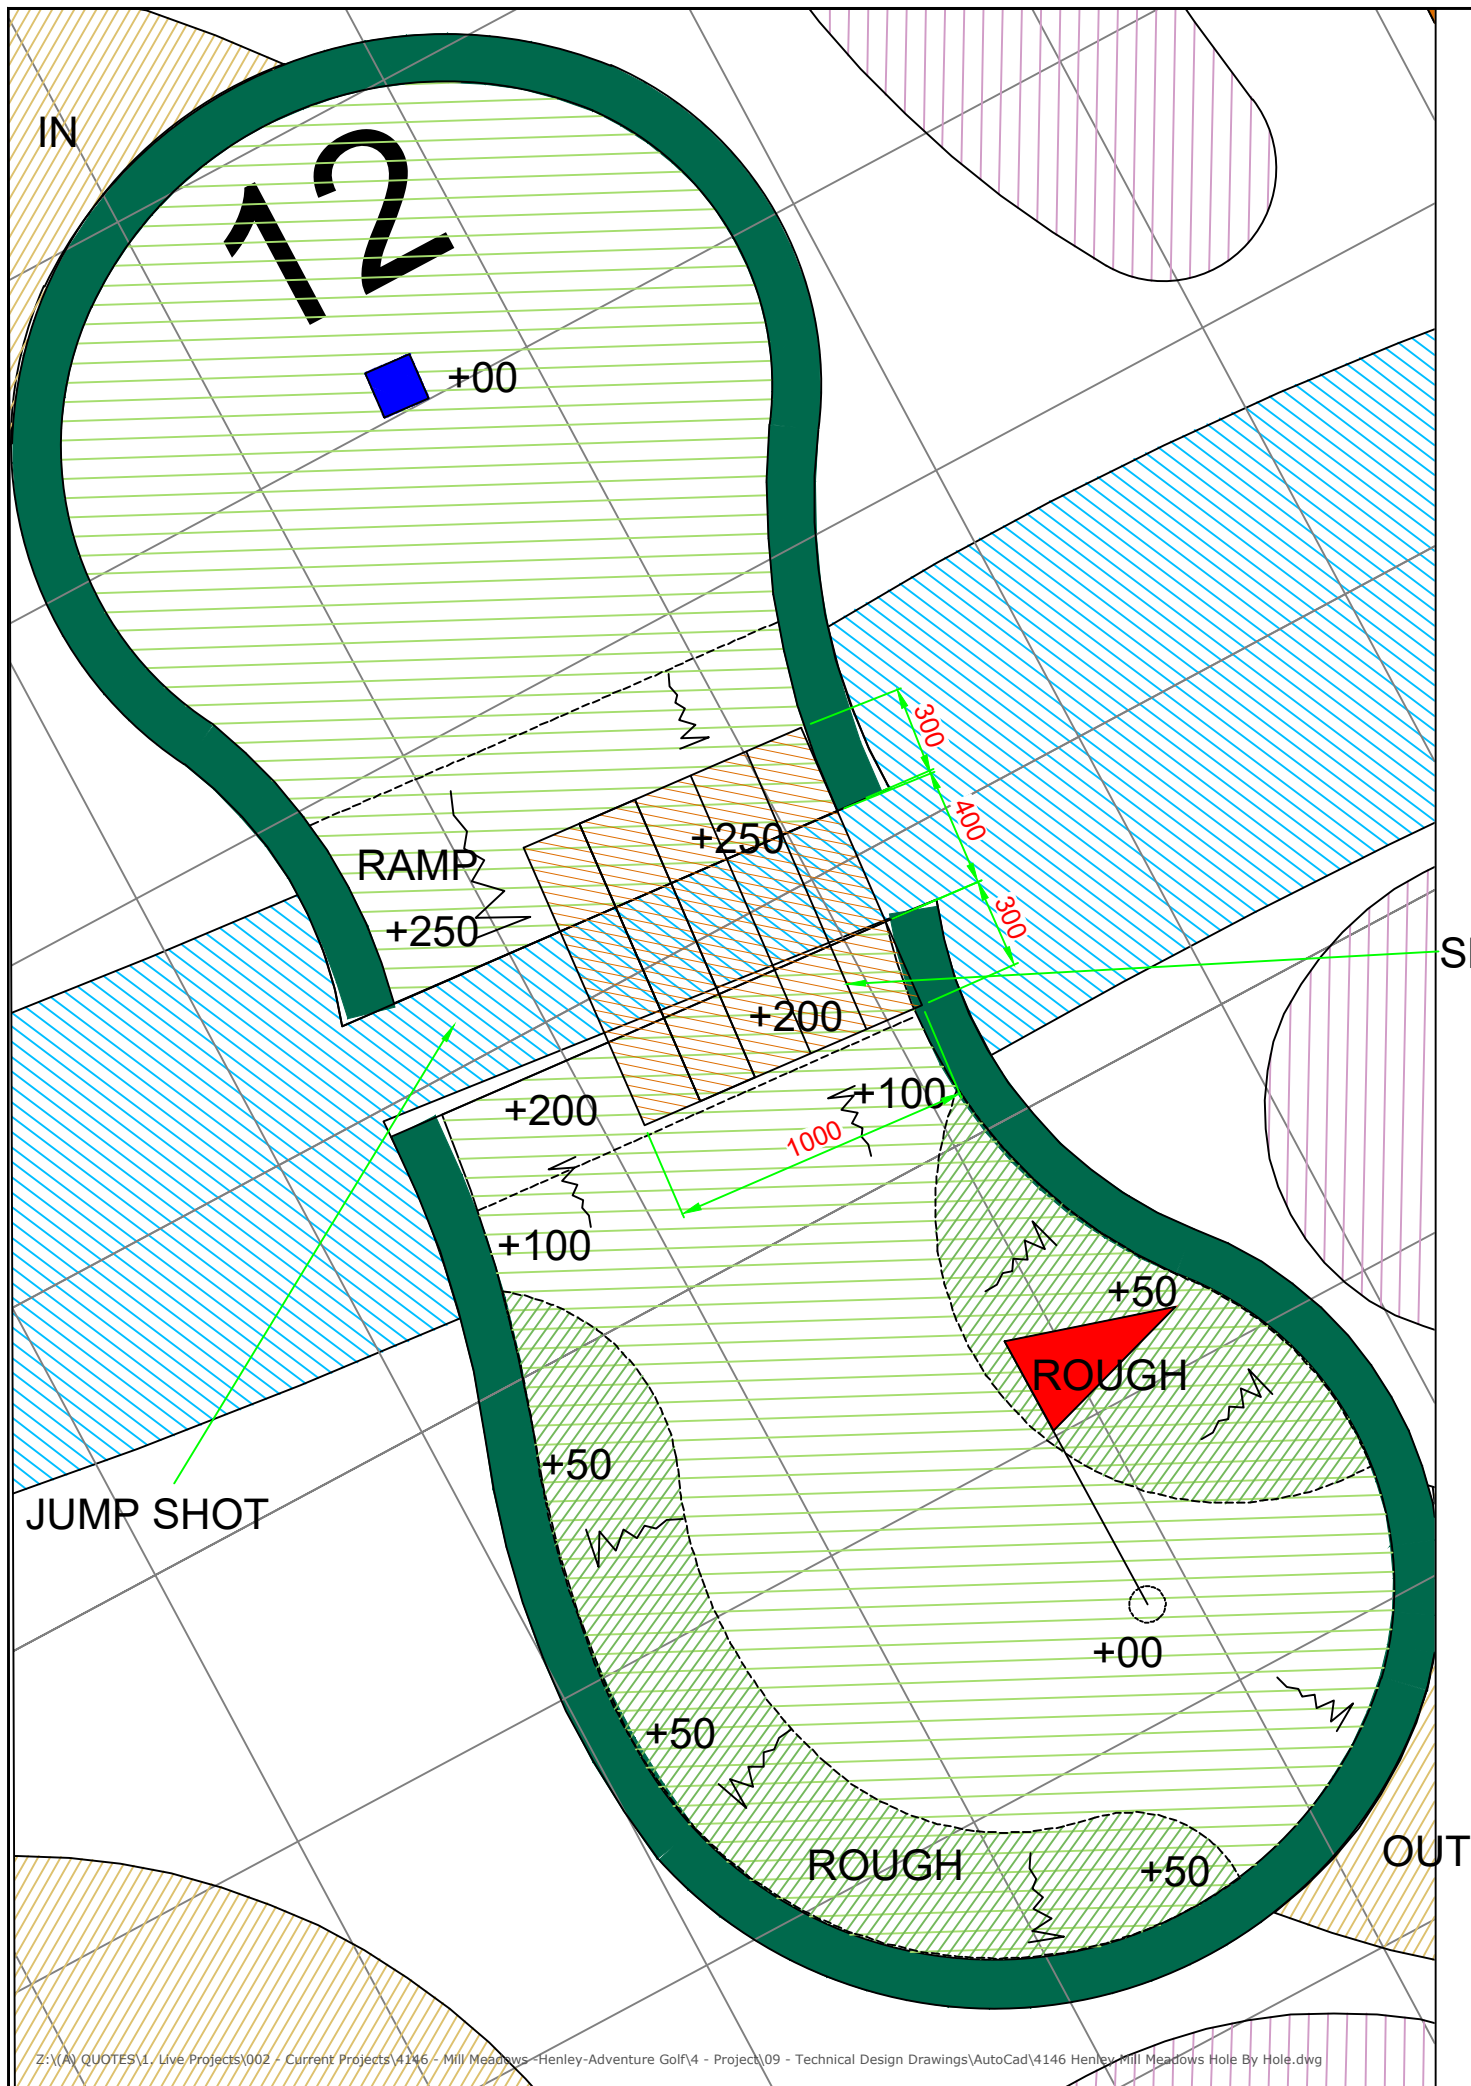 IN
12
+00
300
+250
400
RAMP
+250
300
+200
+100
+200
1000
+100
+50
ROUGH
+50
JUMP SHOT
+00
+50
OUT
ROUGH
+50
Z:\(A) QUOTES\1. Live Projects\002 - Current Projects\4146 - Mill Meadows -Henley-Adventure Golf\4 - Project\09 - Technical Design Drawings\AutoCad\4146 Henley Mill Meadows Hole By Hole.dwg